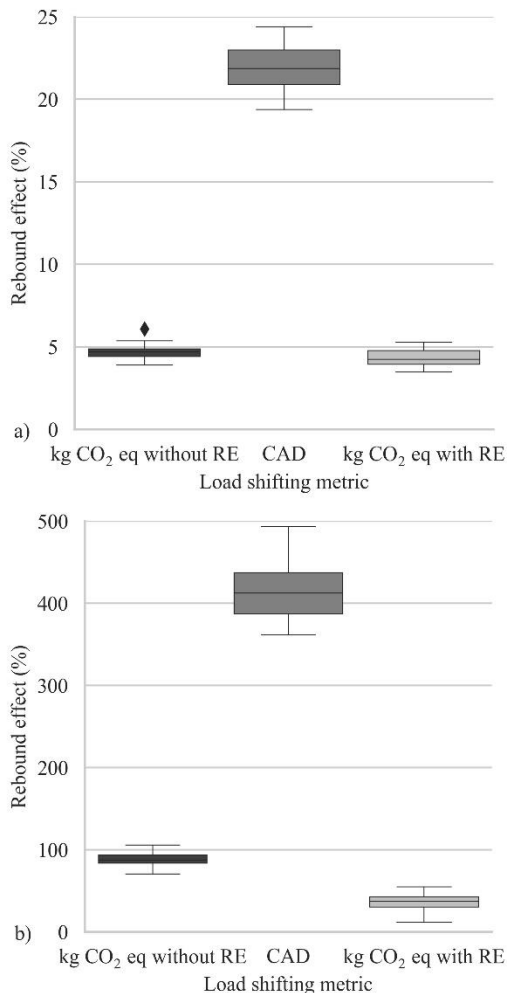 25
20
15
10
5
0
Rebound effect (%)
a)
kg CO₂ eq without RE CAD kg CO₂ eq with RE
Load shifting metric
500
400
300
200
100
0
Rebound effect (%)
b)
kg CO₂ eq without RE CAD kg CO₂ eq with RE
Load shifting metric